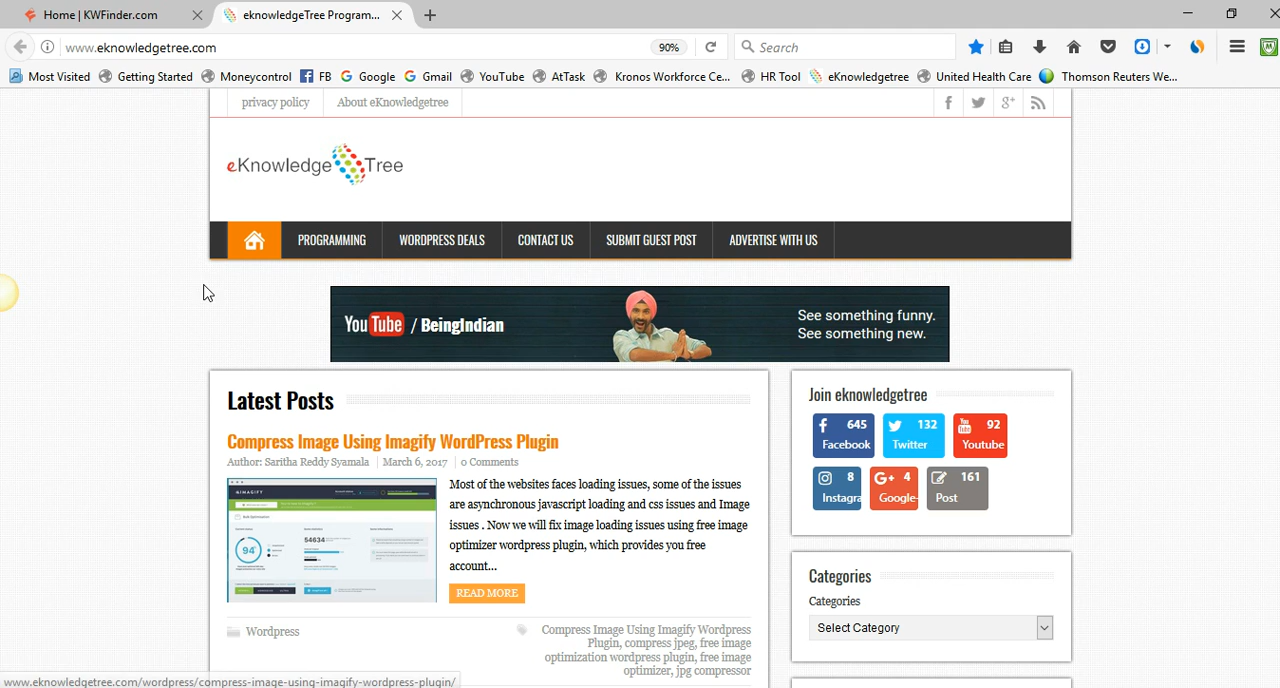 Home | KWFinder.com
eknowledgeTree Program...
www.eknowledgetree.com
90%
Search
Most Visited
Getting Started
Moneycontrol
FB
Google
Gmail
YouTube
AtTask
Kronos Workforce Ce...
HR Tool
eKnowledgetree
United Health Care
Thomson Reuters We...
privacy policy
About eKnowledgetree
eKnowledge Tree
PROGRAMMING
WORDPRESS DEALS
CONTACT US
SUBMIT GUEST POST
ADVERTISE WITH US
YouTube / BeingIndian
See something funny.
See something new.
Latest Posts
Compress Image Using Imagify WordPress Plugin
Author: Saritha Reddy Syamala
March 6, 2017
0 Comments
Most of the websites faces loading issues, some of the issues
are asynchronous javascript loading and css issues and Image
issues . Now we will fix image loading issues using free image
optimizer wordpress plugin, which provides you free
account...
READ MORE
Wordpress
Compress Image Using Imagify Wordpress
Plugin, compress jpeg, free image
optimization wordpress plugin, free image
optimizer, jpg compressor
Join eknowledgetree
645
Facebook
132
Twitter
92
Youtube
8
Instagra
4
Google-
161
Post
Categories
Categories
Select Category
www.eknowledgetree.com/wordpress/compress-image-using-imagify-wordpress-plugin/